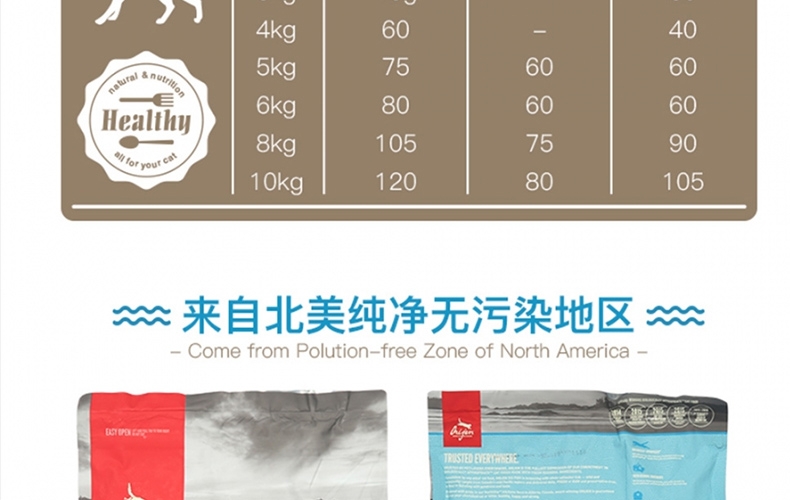 4kg 60 – 40
5kg 75 60 60
6kg 80 60 60
8kg 105 75 90
10kg 120 80 105
natural & nutrition
Healthy
all for your cat
来自北美纯净无污染地区
– Come from Polution-free Zone of North America –
EASY OPEN
Orijen
TRUSTED EVERYWHERE